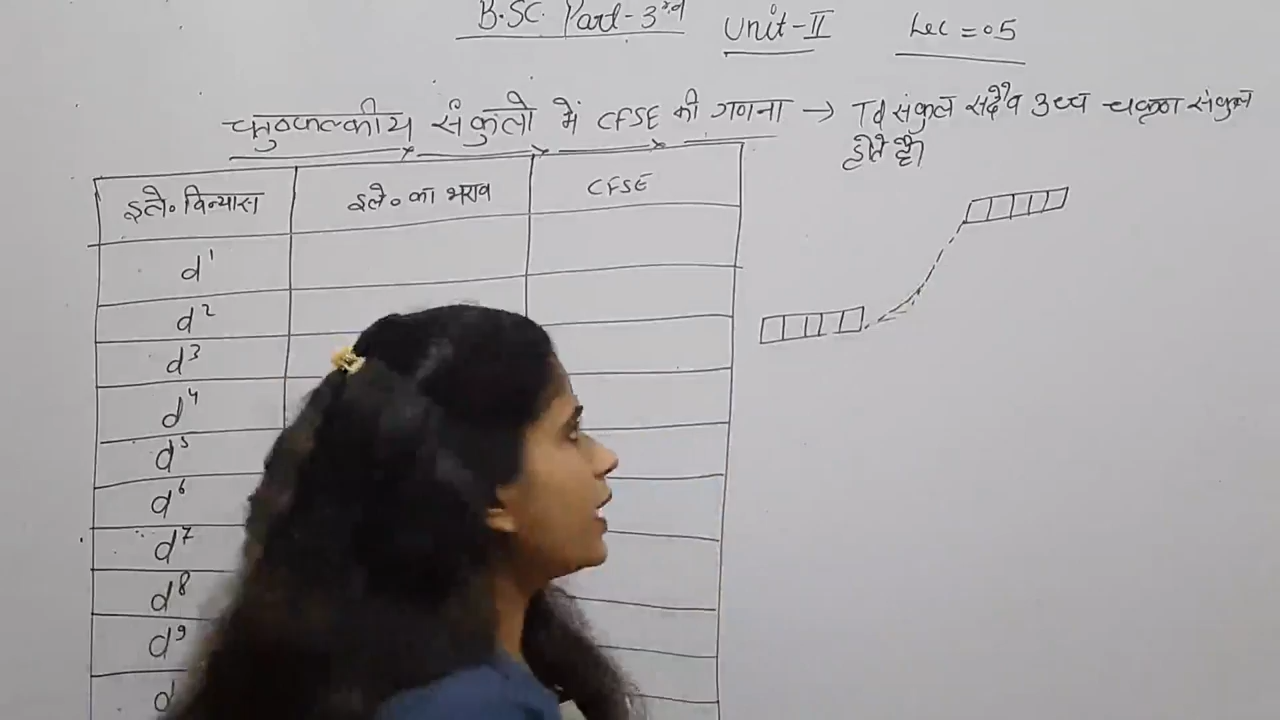 B.SC. Part-3rd Unit-II Lec = 05
चतुष्फल्कीय संकुलो में CFSE की गणना → Td संकुल सदैव उच्च चक्रण संकुल
होते है।
इले० विन्यास इले० का भराव CFSE
d1
d2
d3
d4
d5
d6
d7
d8
d9
d